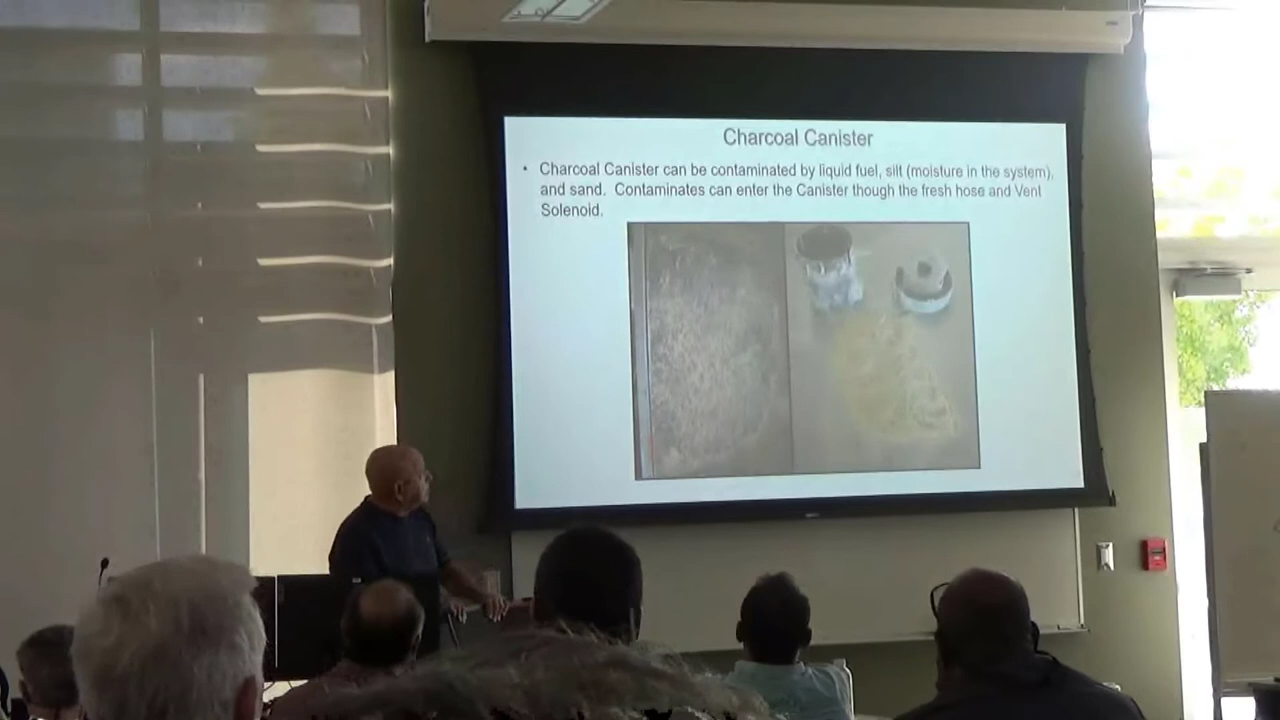 Charcoal Canister
• Charcoal Canister can be contaminated by liquid fuel, silt (moisture in the system),
and sand. Contaminates can enter the Canister though the fresh hose and Vent
Solenoid.